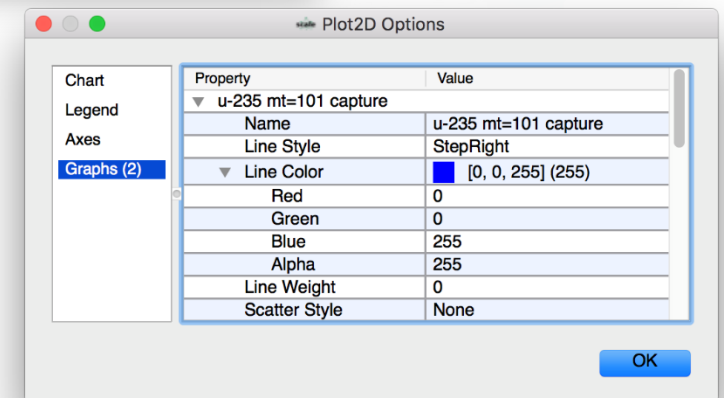 scale Plot2D Options
Chart
Legend
Axes
Graphs (2)
Property Value
u-235 mt=101 capture
Name u-235 mt=101 capture
Line Style StepRight
Line Color [0, 0, 255] (255)
Red 0
Green 0
Blue 255
Alpha 255
Line Weight 0
Scatter Style None
OK